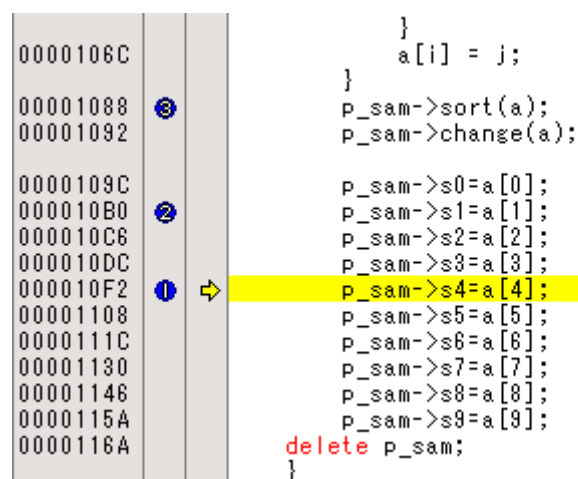 }
0000106C a[i] = j;
}
00001088 ③ p_sam->sort(a);
00001092 p_sam->change(a);
0000109C p_sam->s0=a[0];
000010B0 ② p_sam->s1=a[1];
000010C6 p_sam->s2=a[2];
000010DC p_sam->s3=a[3];
000010F2 ① p_sam->s4=a[4];
00001108 p_sam->s5=a[5];
0000111C p_sam->s6=a[6];
00001130 p_sam->s7=a[7];
00001146 p_sam->s8=a[8];
0000115A p_sam->s9=a[9];
0000116A delete p_sam;
}